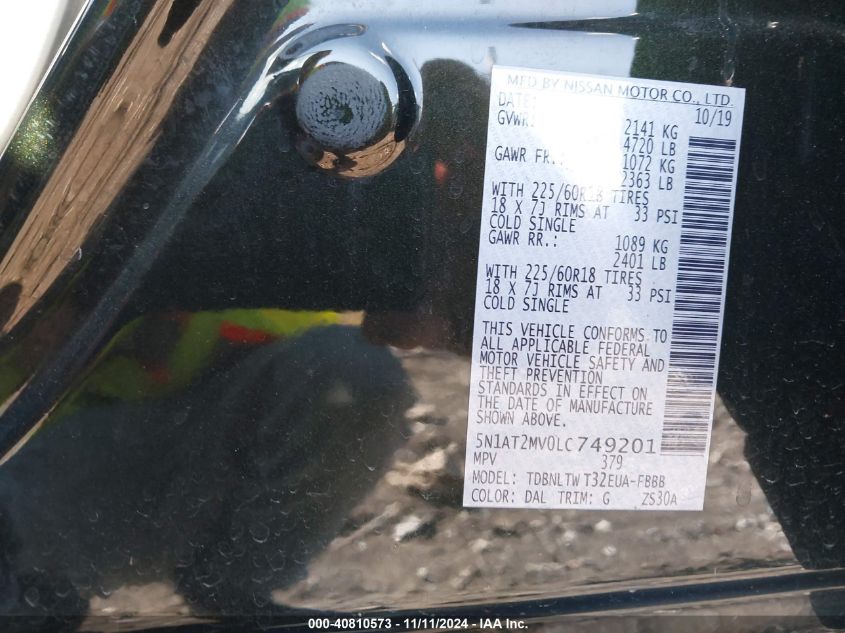 MFD BY NISSAN MOTOR CO., LTD.
DATE: 10/19
GVWR: 2141 KG
4720 LB
GAWR FR.: 1072 KG
2363 LB
WITH 225/60R18 TIRES
18 X 7J RIMS AT 33 PSI
COLD SINGLE
GAWR RR.: 1089 KG
2401 LB
WITH 225/60R18 TIRES
18 X 7J RIMS AT 33 PSI
COLD SINGLE
THIS VEHICLE CONFORMS TO
ALL APPLICABLE FEDERAL
MOTOR VEHICLE SAFETY AND
THEFT PREVENTION
STANDARDS IN EFFECT ON
THE DATE OF MANUFACTURE
SHOWN ABOVE.
5N1AT2MV0LC749201
MPV 379
MODEL: TDBNLTW T32EUA-FBBB
COLOR: DAL TRIM: G ZS30A
000-40810573 - 11/11/2024 - IAA Inc.